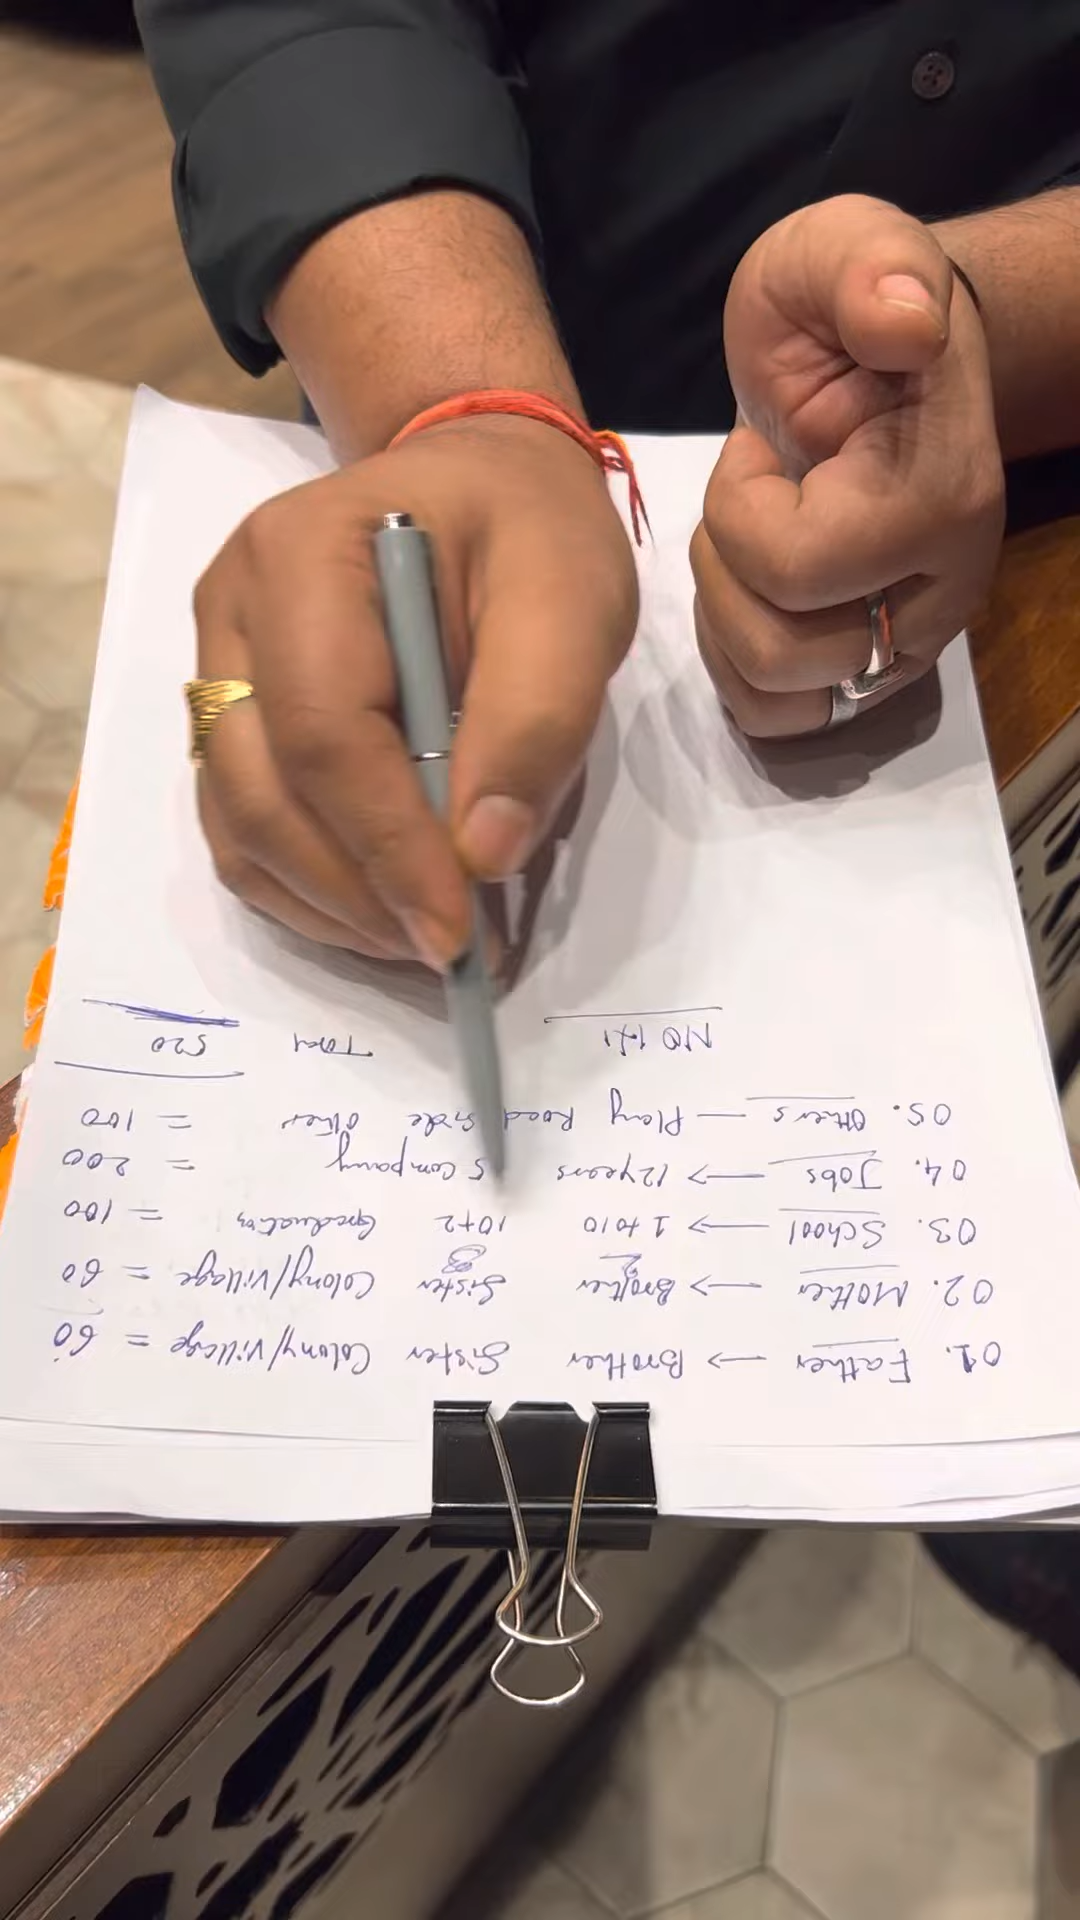 01. Father → Brother Sister Colony/Village = 60
02. Mother → Brother Sister Colony/Village = 60
2 3
03. School → 1 to 10 10+2 Graduation = 100
04. Jobs → 12 years 5 Company = 200
05. Others — Play Road Side Other = 100
Total 520